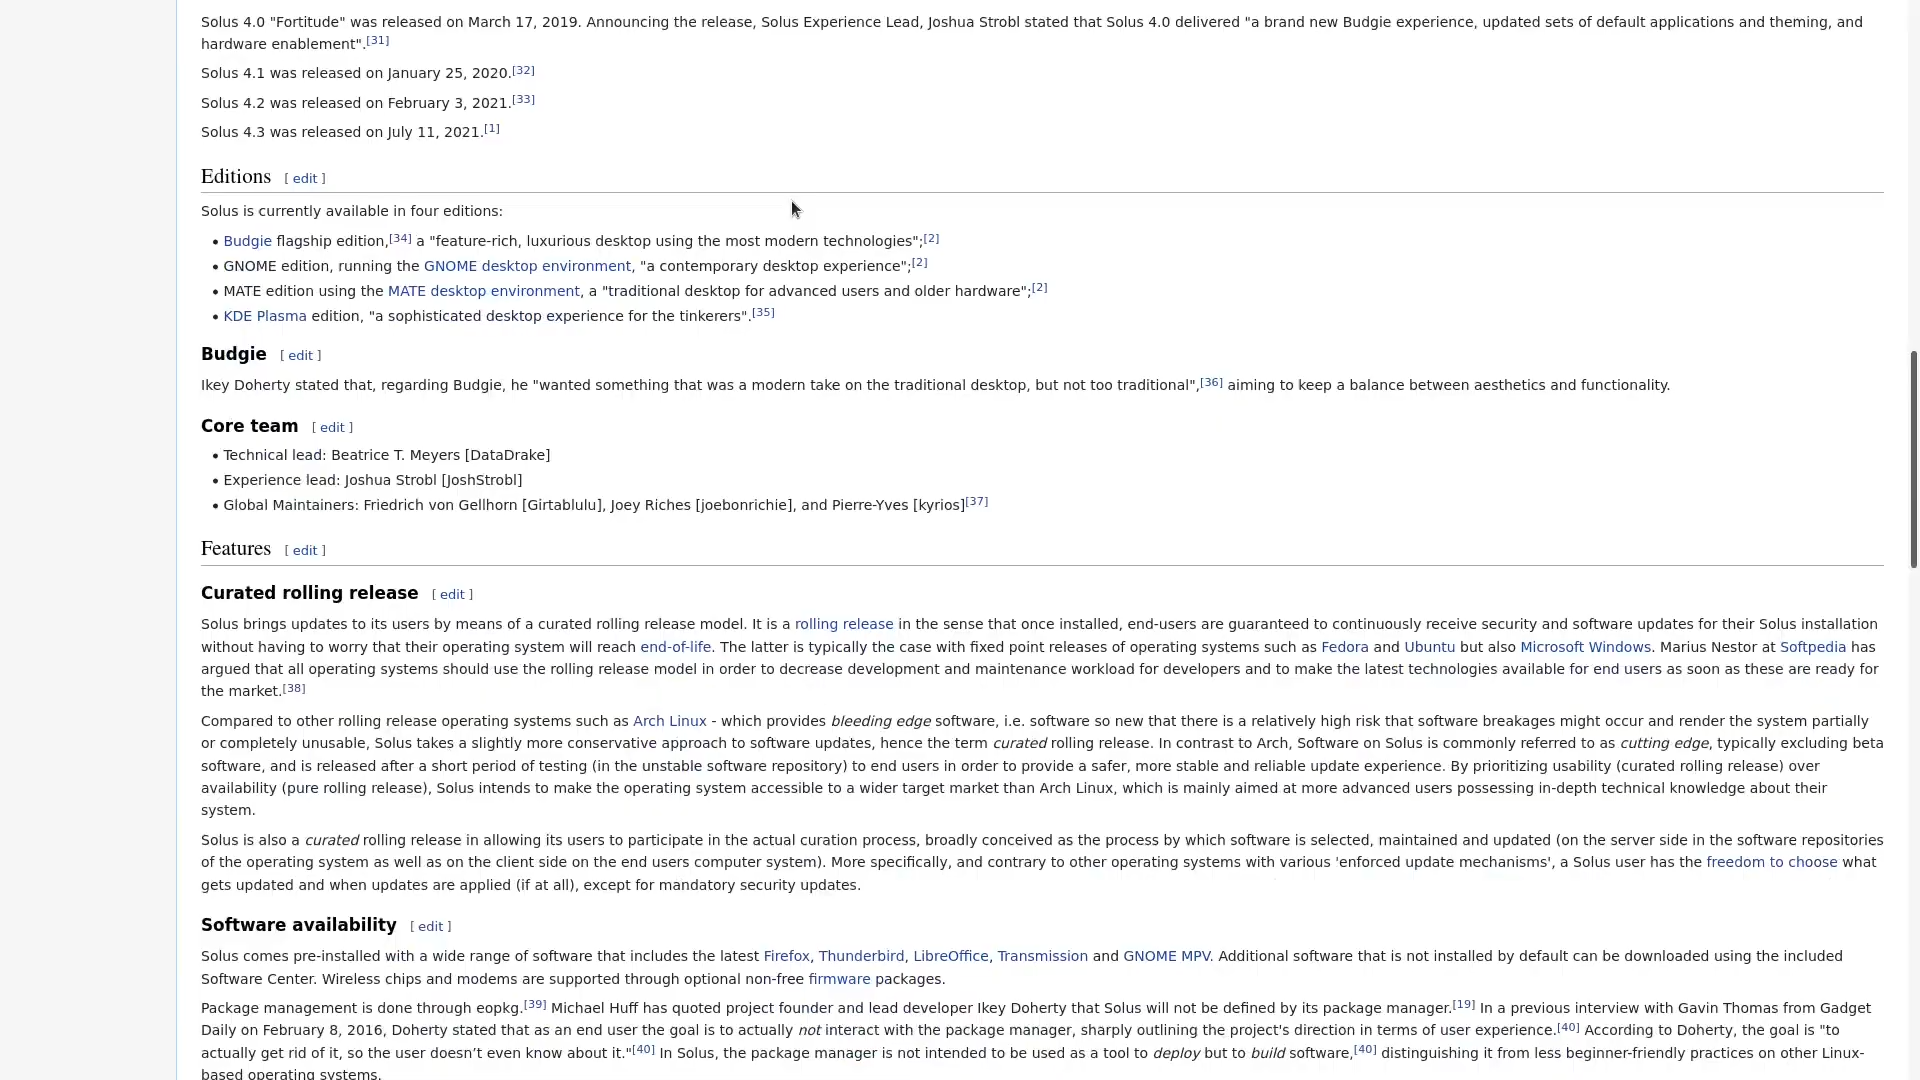 Solus 4.0 "Fortitude" was released on March 17, 2019. Announcing the release, Solus Experience Lead, Joshua Strobl stated that Solus 4.0 delivered "a brand new Budgie experience, updated sets of default applications and theming, and
hardware enablement".[31]
Solus 4.1 was released on January 25, 2020.[32]
Solus 4.2 was released on February 3, 2021.[33]
Solus 4.3 was released on July 11, 2021.[1]
Editions [ edit ]
Solus is currently available in four editions:
• Budgie flagship edition,[34] a "feature-rich, luxurious desktop using the most modern technologies";[2]
• GNOME edition, running the GNOME desktop environment, "a contemporary desktop experience";[2]
• MATE edition using the MATE desktop environment, a "traditional desktop for advanced users and older hardware";[2]
• KDE Plasma edition, "a sophisticated desktop experience for the tinkerers".[35]
Budgie [ edit ]
Ikey Doherty stated that, regarding Budgie, he "wanted something that was a modern take on the traditional desktop, but not too traditional",[36] aiming to keep a balance between aesthetics and functionality.
Core team [ edit ]
• Technical lead: Beatrice T. Meyers [DataDrake]
• Experience lead: Joshua Strobl [JoshStrobl]
• Global Maintainers: Friedrich von Gellhorn [Girtablulu], Joey Riches [joebonrichie], and Pierre-Yves [kyrios][37]
Features [ edit ]
Curated rolling release [ edit ]
Solus brings updates to its users by means of a curated rolling release model. It is a rolling release in the sense that once installed, end-users are guaranteed to continuously receive security and software updates for their Solus installation
without having to worry that their operating system will reach end-of-life. The latter is typically the case with fixed point releases of operating systems such as Fedora and Ubuntu but also Microsoft Windows. Marius Nestor at Softpedia has
argued that all operating systems should use the rolling release model in order to decrease development and maintenance workload for developers and to make the latest technologies available for end users as soon as these are ready for
the market.[38]
Compared to other rolling release operating systems such as Arch Linux - which provides bleeding edge software, i.e. software so new that there is a relatively high risk that software breakages might occur and render the system partially
or completely unusable, Solus takes a slightly more conservative approach to software updates, hence the term curated rolling release. In contrast to Arch, Software on Solus is commonly referred to as cutting edge, typically excluding beta
software, and is released after a short period of testing (in the unstable software repository) to end users in order to provide a safer, more stable and reliable update experience. By prioritizing usability (curated rolling release) over
availability (pure rolling release), Solus intends to make the operating system accessible to a wider target market than Arch Linux, which is mainly aimed at more advanced users possessing in-depth technical knowledge about their
system.
Solus is also a curated rolling release in allowing its users to participate in the actual curation process, broadly conceived as the process by which software is selected, maintained and updated (on the server side in the software repositories
of the operating system as well as on the client side on the end users computer system). More specifically, and contrary to other operating systems with various 'enforced update mechanisms', a Solus user has the freedom to choose what
gets updated and when updates are applied (if at all), except for mandatory security updates.
Software availability [ edit ]
Solus comes pre-installed with a wide range of software that includes the latest Firefox, Thunderbird, LibreOffice, Transmission and GNOME MPV. Additional software that is not installed by default can be downloaded using the included
Software Center. Wireless chips and modems are supported through optional non-free firmware packages.
Package management is done through eopkg.[39] Michael Huff has quoted project founder and lead developer Ikey Doherty that Solus will not be defined by its package manager.[19] In a previous interview with Gavin Thomas from Gadget
Daily on February 8, 2016, Doherty stated that as an end user the goal is to actually not interact with the package manager, sharply outlining the project's direction in terms of user experience.[40] According to Doherty, the goal is "to
actually get rid of it, so the user doesn’t even know about it."[40] In Solus, the package manager is not intended to be used as a tool to deploy but to build software,[40] distinguishing it from less beginner-friendly practices on other Linux-
based operating systems.